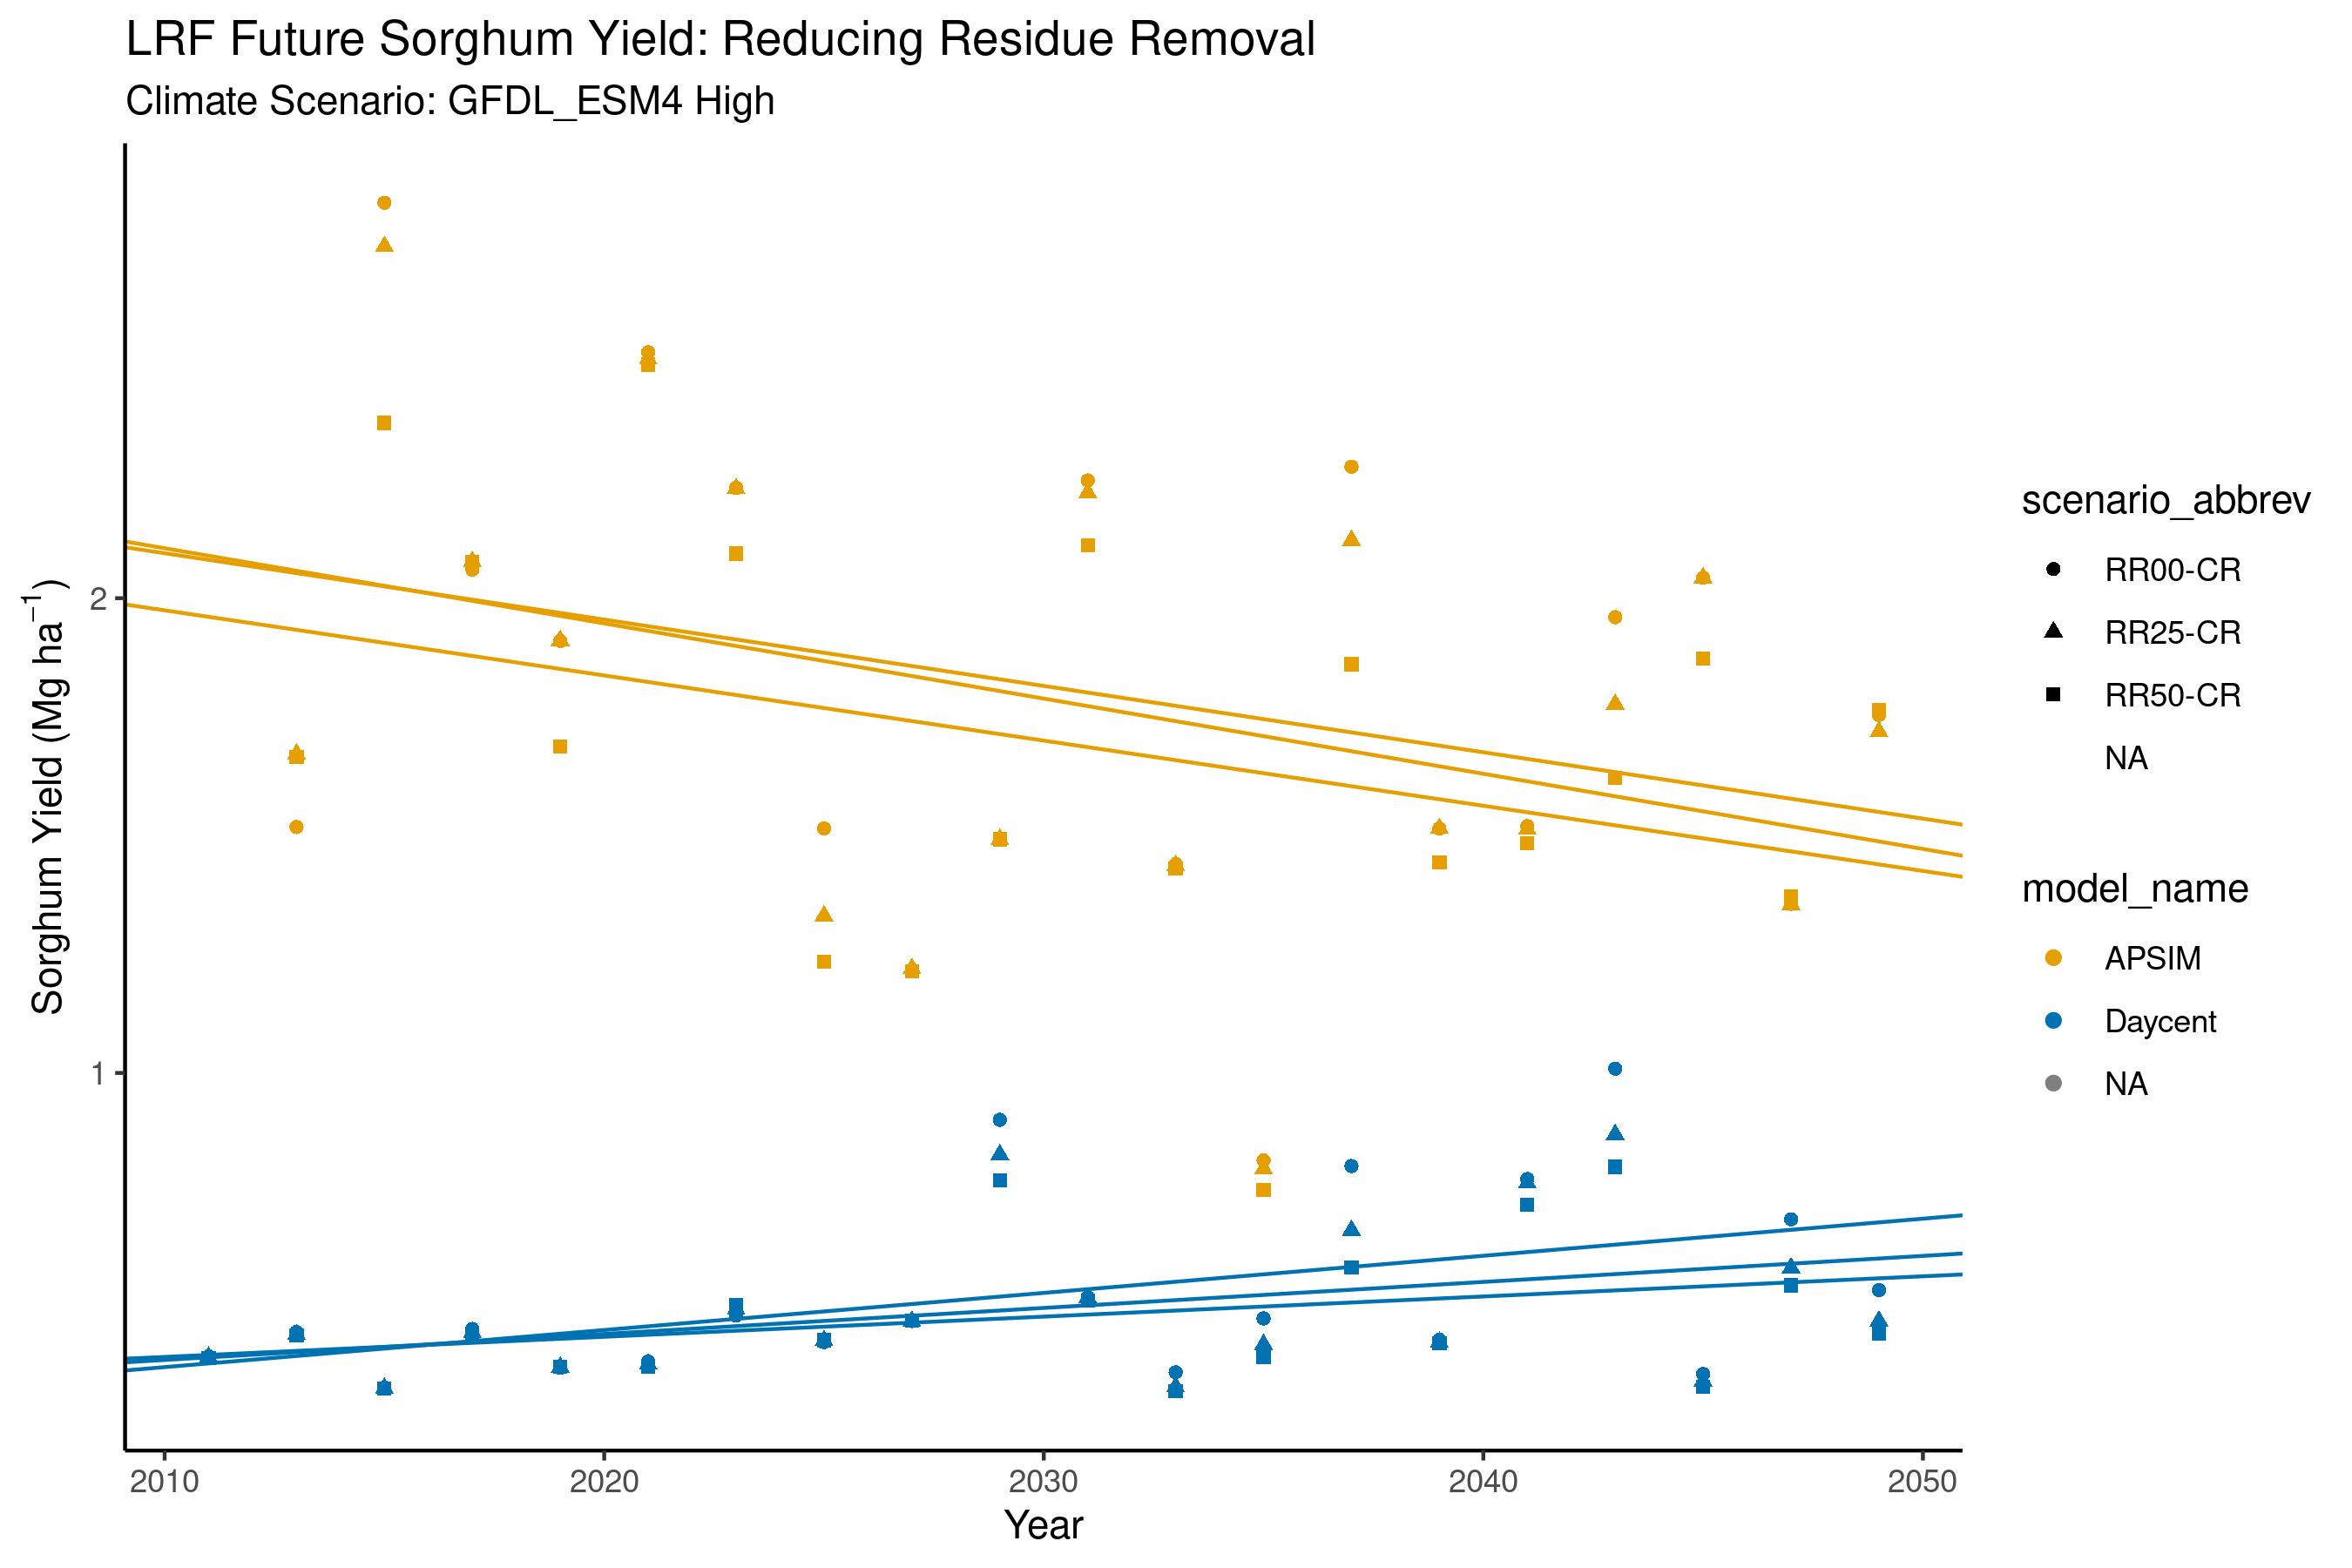 LRF Future Sorghum Yield: Reducing Residue Removal
Climate Scenario: GFDL_ESM4 High
Sorghum Yield (Mg ha⁻¹)
2
1
2010
2020
2030
2040
2050
Year
scenario_abbrev
RR00-CR
RR25-CR
RR50-CR
NA
model_name
APSIM
Daycent
NA